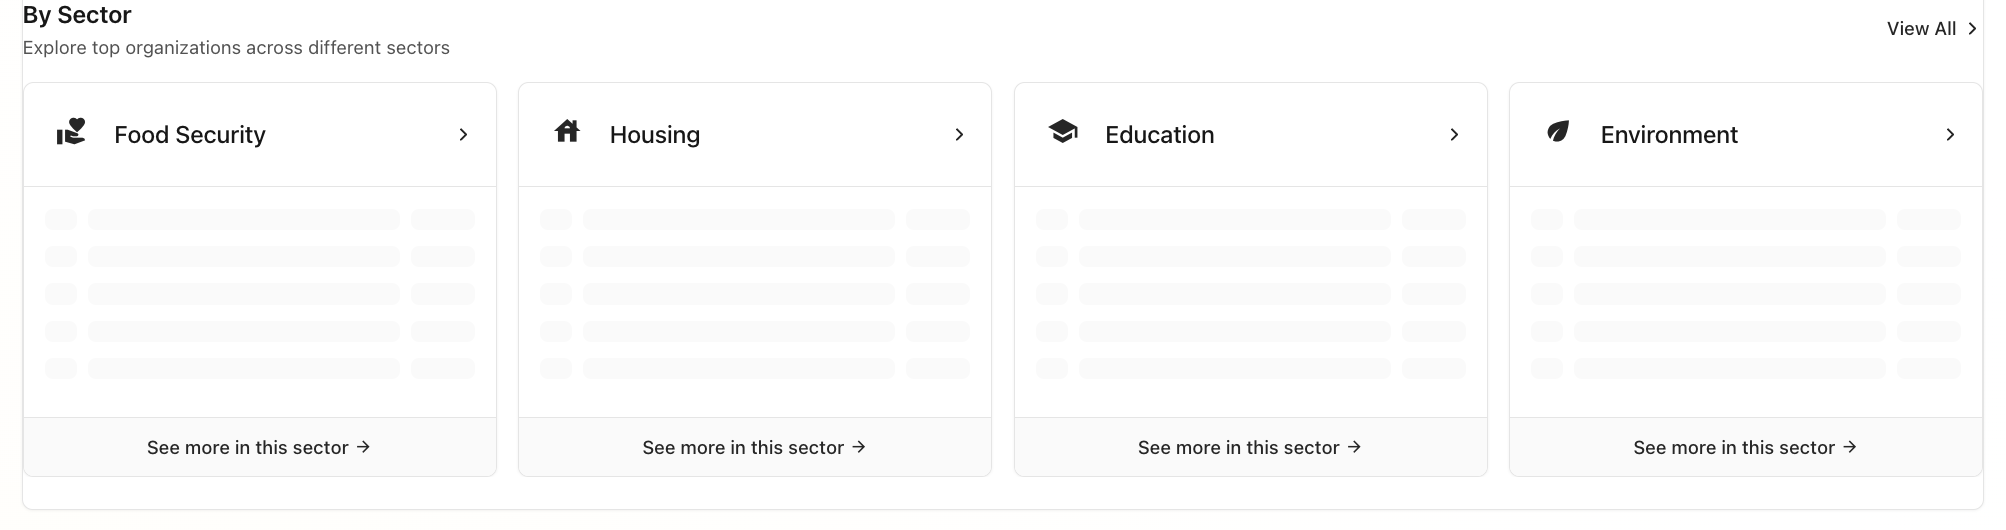 By Sector
Explore top organizations across different sectors
View All
Food Security
Housing
Education
Environment
See more in this sector →
See more in this sector →
See more in this sector →
See more in this sector →